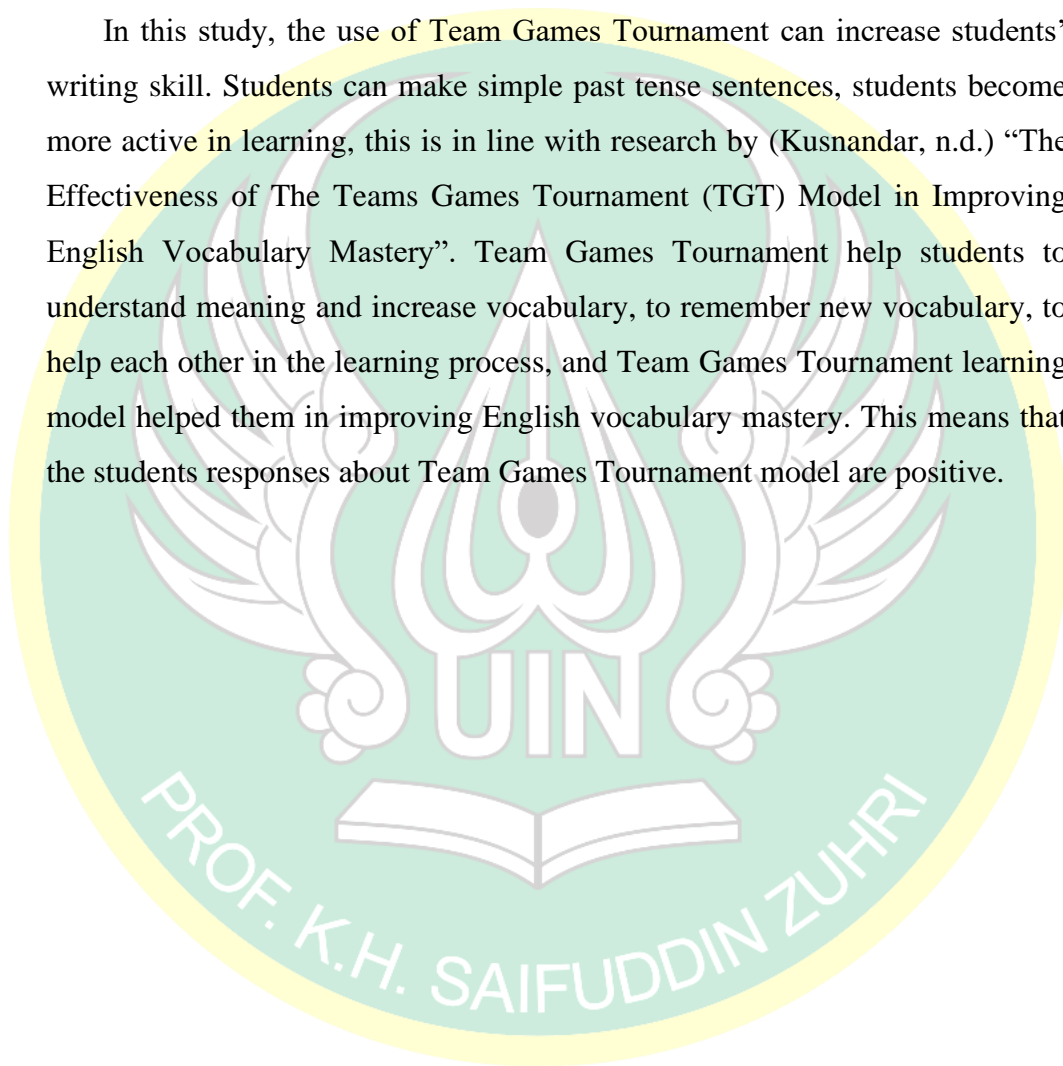 In this study, the use of Team Games Tournament can increase students’
writing skill. Students can make simple past tense sentences, students become
more active in learning, this is in line with research by (Kusnandar, n.d.) “The
Effectiveness of The Teams Games Tournament (TGT) Model in Improving
English Vocabulary Mastery”. Team Games Tournament help students to
understand meaning and increase vocabulary, to remember new vocabulary, to
help each other in the learning process, and Team Games Tournament learning
model helped them in improving English vocabulary mastery. This means that
the students responses about Team Games Tournament model are positive.
UIN
PROF. K.H. SAIFUDDIN ZUHRI